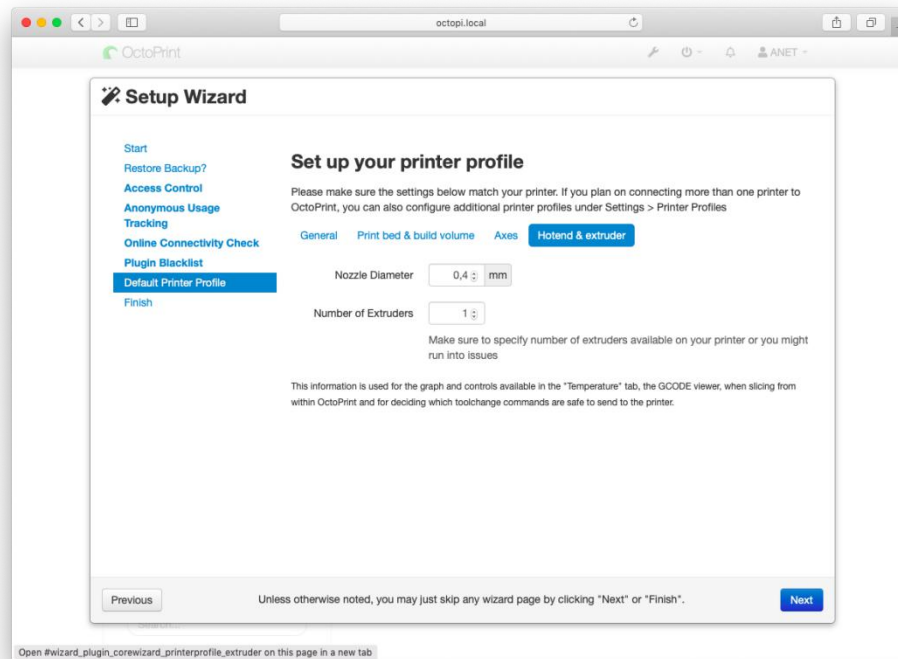 octopi.local
OctoPrint
ANET
Setup Wizard
Start
Restore Backup?
Access Control
Anonymous Usage
Tracking
Online Connectivity Check
Plugin Blacklist
Default Printer Profile
Finish
Set up your printer profile
Please make sure the settings below match your printer. If you plan on connecting more than one printer to
OctoPrint, you can also configure additional printer profiles under Settings > Printer Profiles
General Print bed & build volume Axes Hotend & extruder
Nozzle Diameter 0,4 mm
Number of Extruders 1
Make sure to specify number of extruders available on your printer or you might
run into issues
This information is used for the graph and controls available in the "Temperature" tab, the GCODE viewer, when slicing from
within OctoPrint and for deciding which toolchange commands are safe to send to the printer.
Previous Unless otherwise noted, you may just skip any wizard page by clicking "Next" or "Finish". Next
Search...
Open #wizard_plugin_corewizard_printerprofile_extruder on this page in a new tab